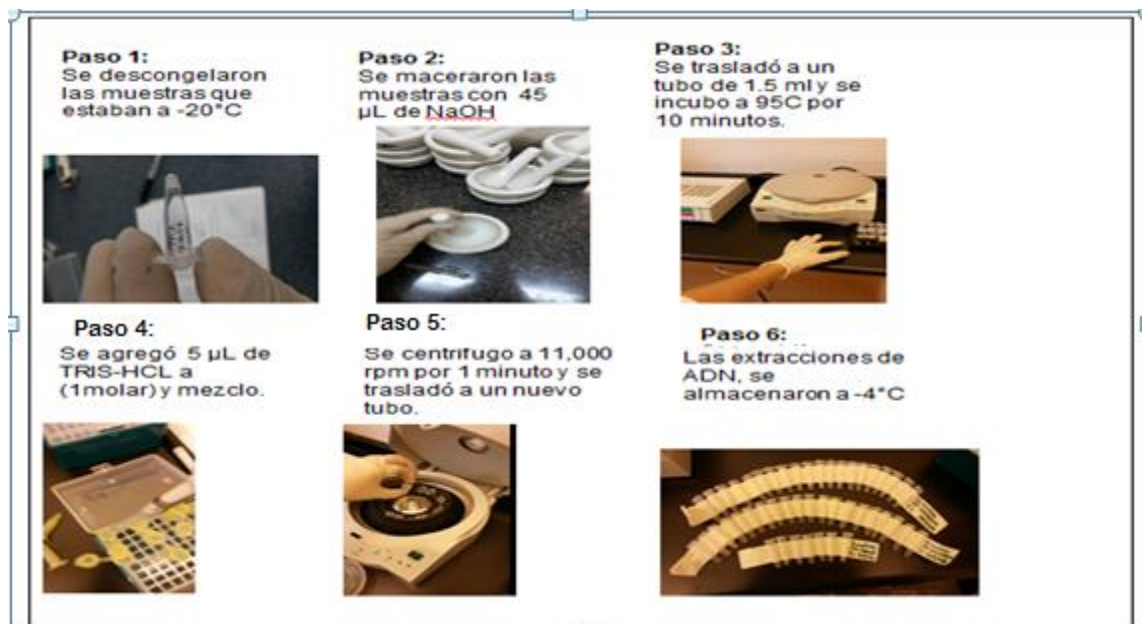 Paso 1:
Se descongelaron
las muestras que
estaban a -20°C
Paso 2:
Se maceraron las
muestras con 45
µL de NaOH
Paso 3:
Se trasladó a un
tubo de 1.5 ml y se
incubo a 95C por
10 minutos.
Paso 4:
Se agregó 5 µL de
TRIS-HCL a
(1molar) y mezclo.
Paso 5:
Se centrifugo a 11,000
rpm por 1 minuto y se
trasladó a un nuevo
tubo.
Paso 6:
Las extracciones de
ADN, se
almacenaron a -4°C